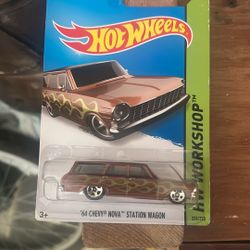 HOT WHEELS
HW WORKSHOP™
'64 CHEVY® NOVA™ STATION WAGON
3+